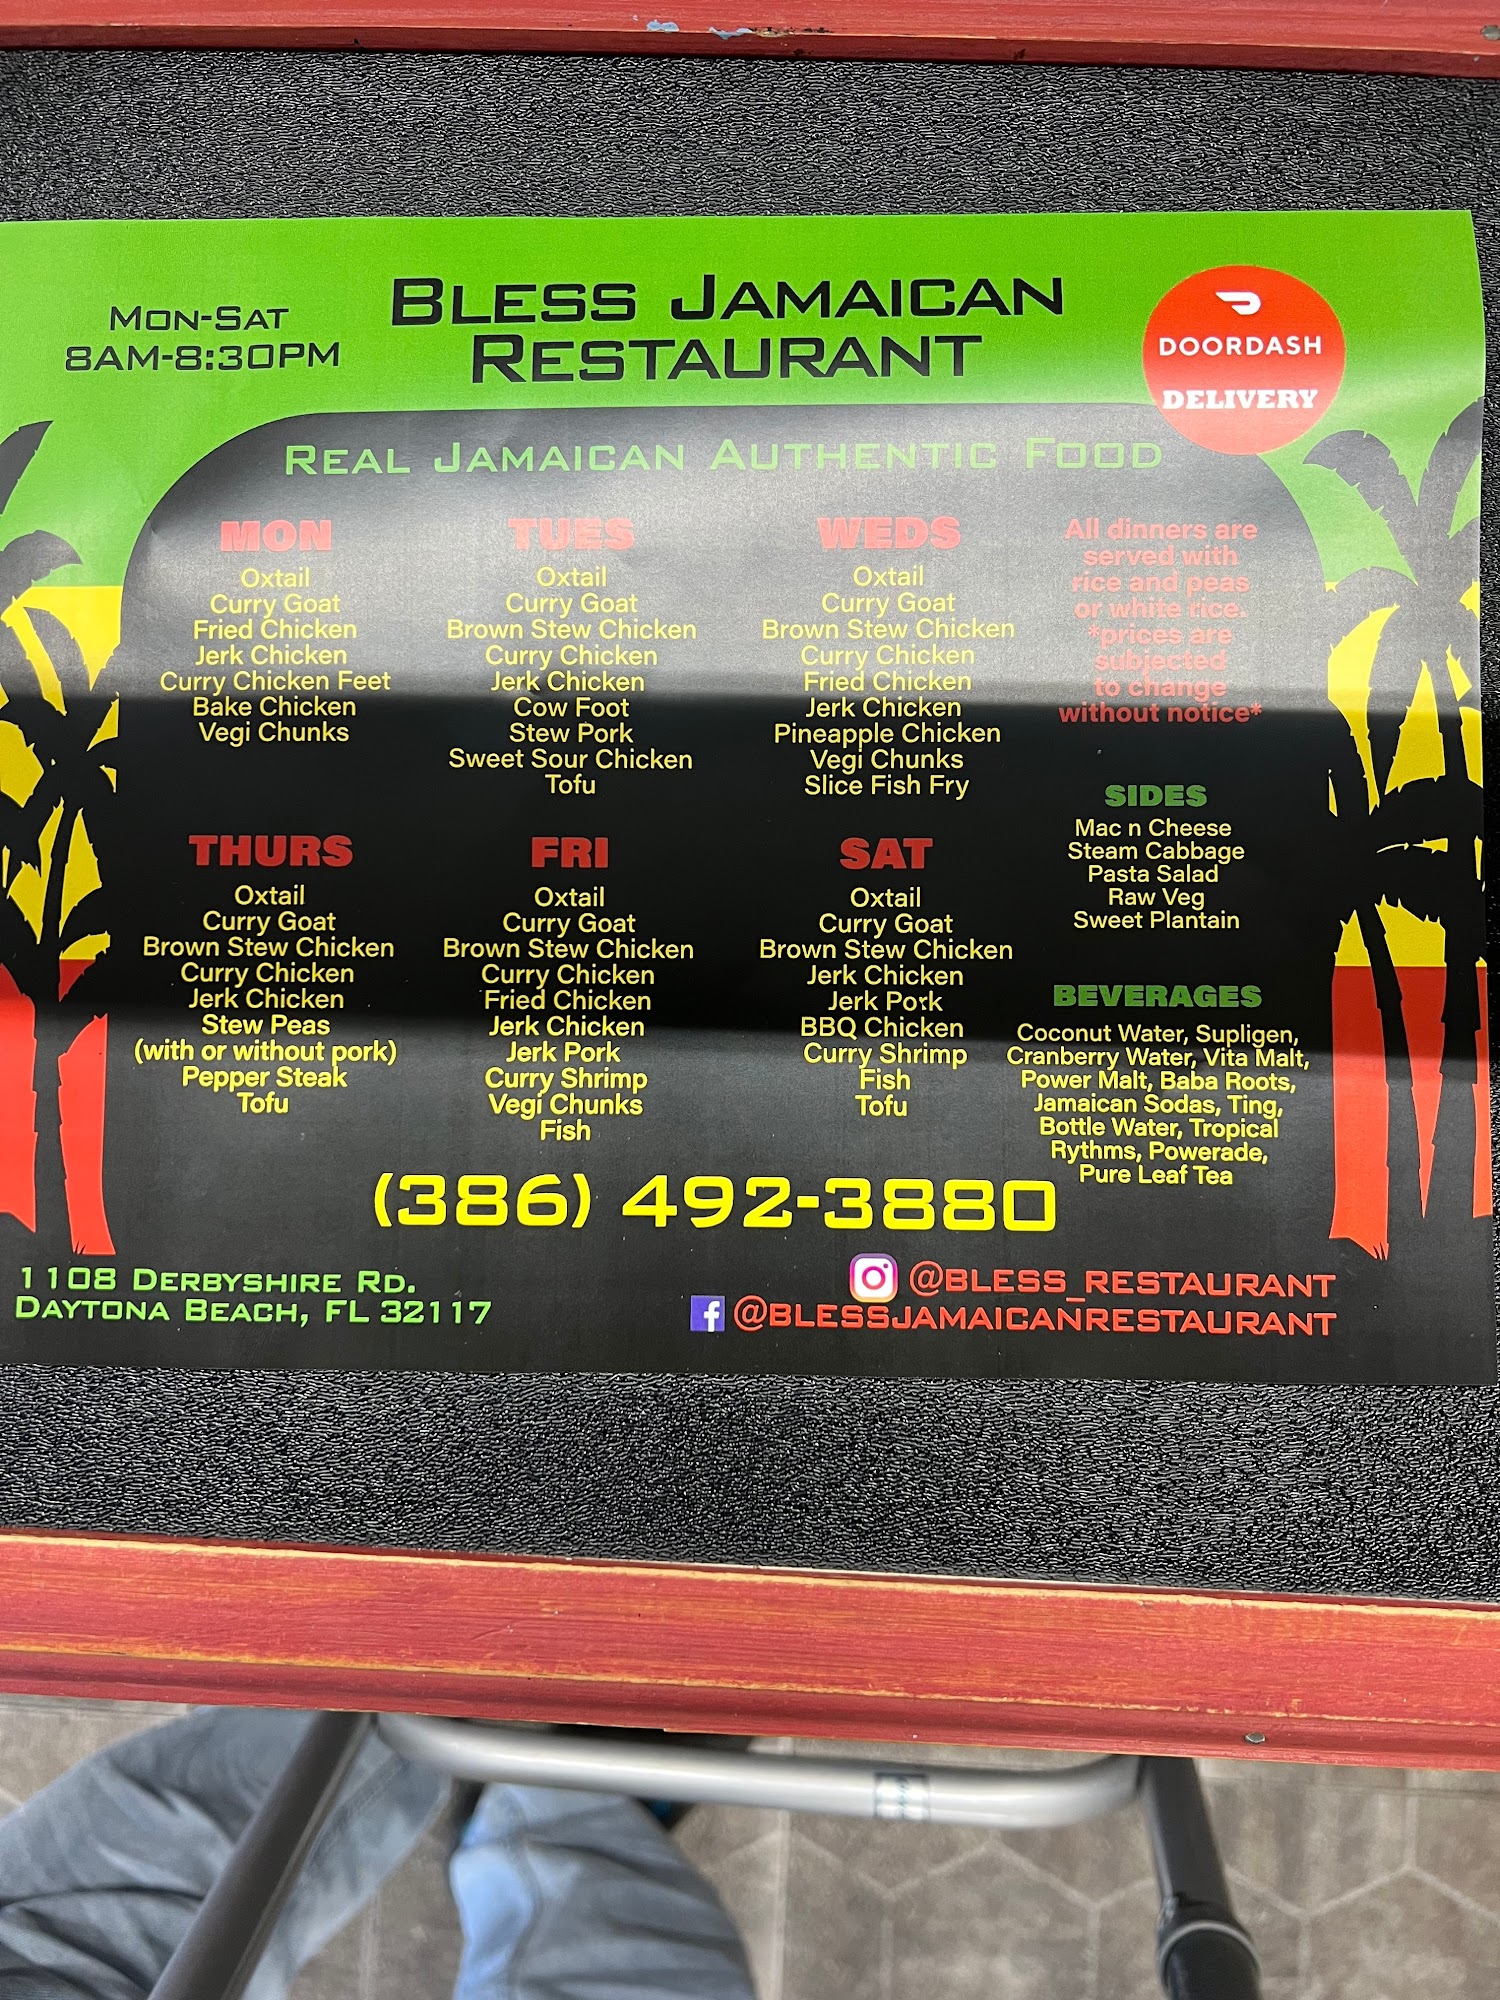 MON-SAT
8AM-8:30PM
BLESS JAMAICAN
RESTAURANT
DOORDASH
DELIVERY
REAL JAMAICAN AUTHENTIC FOOD
MON
Oxtail
Curry Goat
Fried Chicken
Jerk Chicken
Curry Chicken Feet
Bake Chicken
Vegi Chunks
TUES
Oxtail
Curry Goat
Brown Stew Chicken
Curry Chicken
Jerk Chicken
Cow Foot
Stew Pork
Sweet Sour Chicken
Tofu
WEDS
Oxtail
Curry Goat
Brown Stew Chicken
Curry Chicken
Fried Chicken
Jerk Chicken
Pineapple Chicken
Vegi Chunks
Slice Fish Fry
All dinners are
served with
rice and peas
or white rice.
*prices are
subjected
to change
without notice*
THURS
Oxtail
Curry Goat
Brown Stew Chicken
Curry Chicken
Jerk Chicken
Stew Peas
(with or without pork)
Pepper Steak
Tofu
FRI
Oxtail
Curry Goat
Brown Stew Chicken
Curry Chicken
Fried Chicken
Jerk Chicken
Jerk Pork
Curry Shrimp
Vegi Chunks
Fish
SAT
Oxtail
Curry Goat
Brown Stew Chicken
Jerk Chicken
Jerk Pork
BBQ Chicken
Curry Shrimp
Fish
Tofu
SIDES
Mac n Cheese
Steam Cabbage
Pasta Salad
Raw Veg
Sweet Plantain
BEVERAGES
Coconut Water, Supligen,
Cranberry Water, Vita Malt,
Power Malt, Baba Roots,
Jamaican Sodas, Ting,
Bottle Water, Tropical
Rythms, Powerade,
Pure Leaf Tea
(386) 492-3880
1108 DERBYSHIRE RD.
DAYTONA BEACH, FL 32117
@BLESS_RESTAURANT
@BLESSJAMAICANRESTAURANT